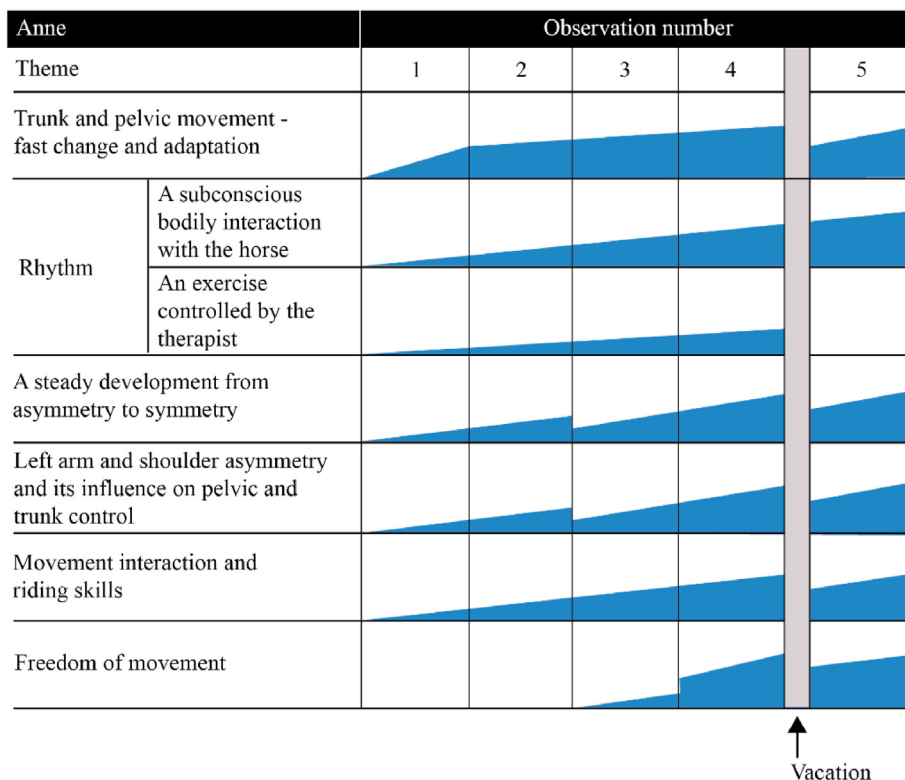 Anne Observation number
Theme 1 2 3 4 5
Trunk and pelvic movement -
fast change and adaptation
Rhythm
A subconscious
bodily interaction
with the horse
An exercise
controlled by the
therapist
A steady development from
asymmetry to symmetry
Left arm and shoulder asymmetry
and its influence on pelvic and
trunk control
Movement interaction and
riding skills
Freedom of movement
Vacation